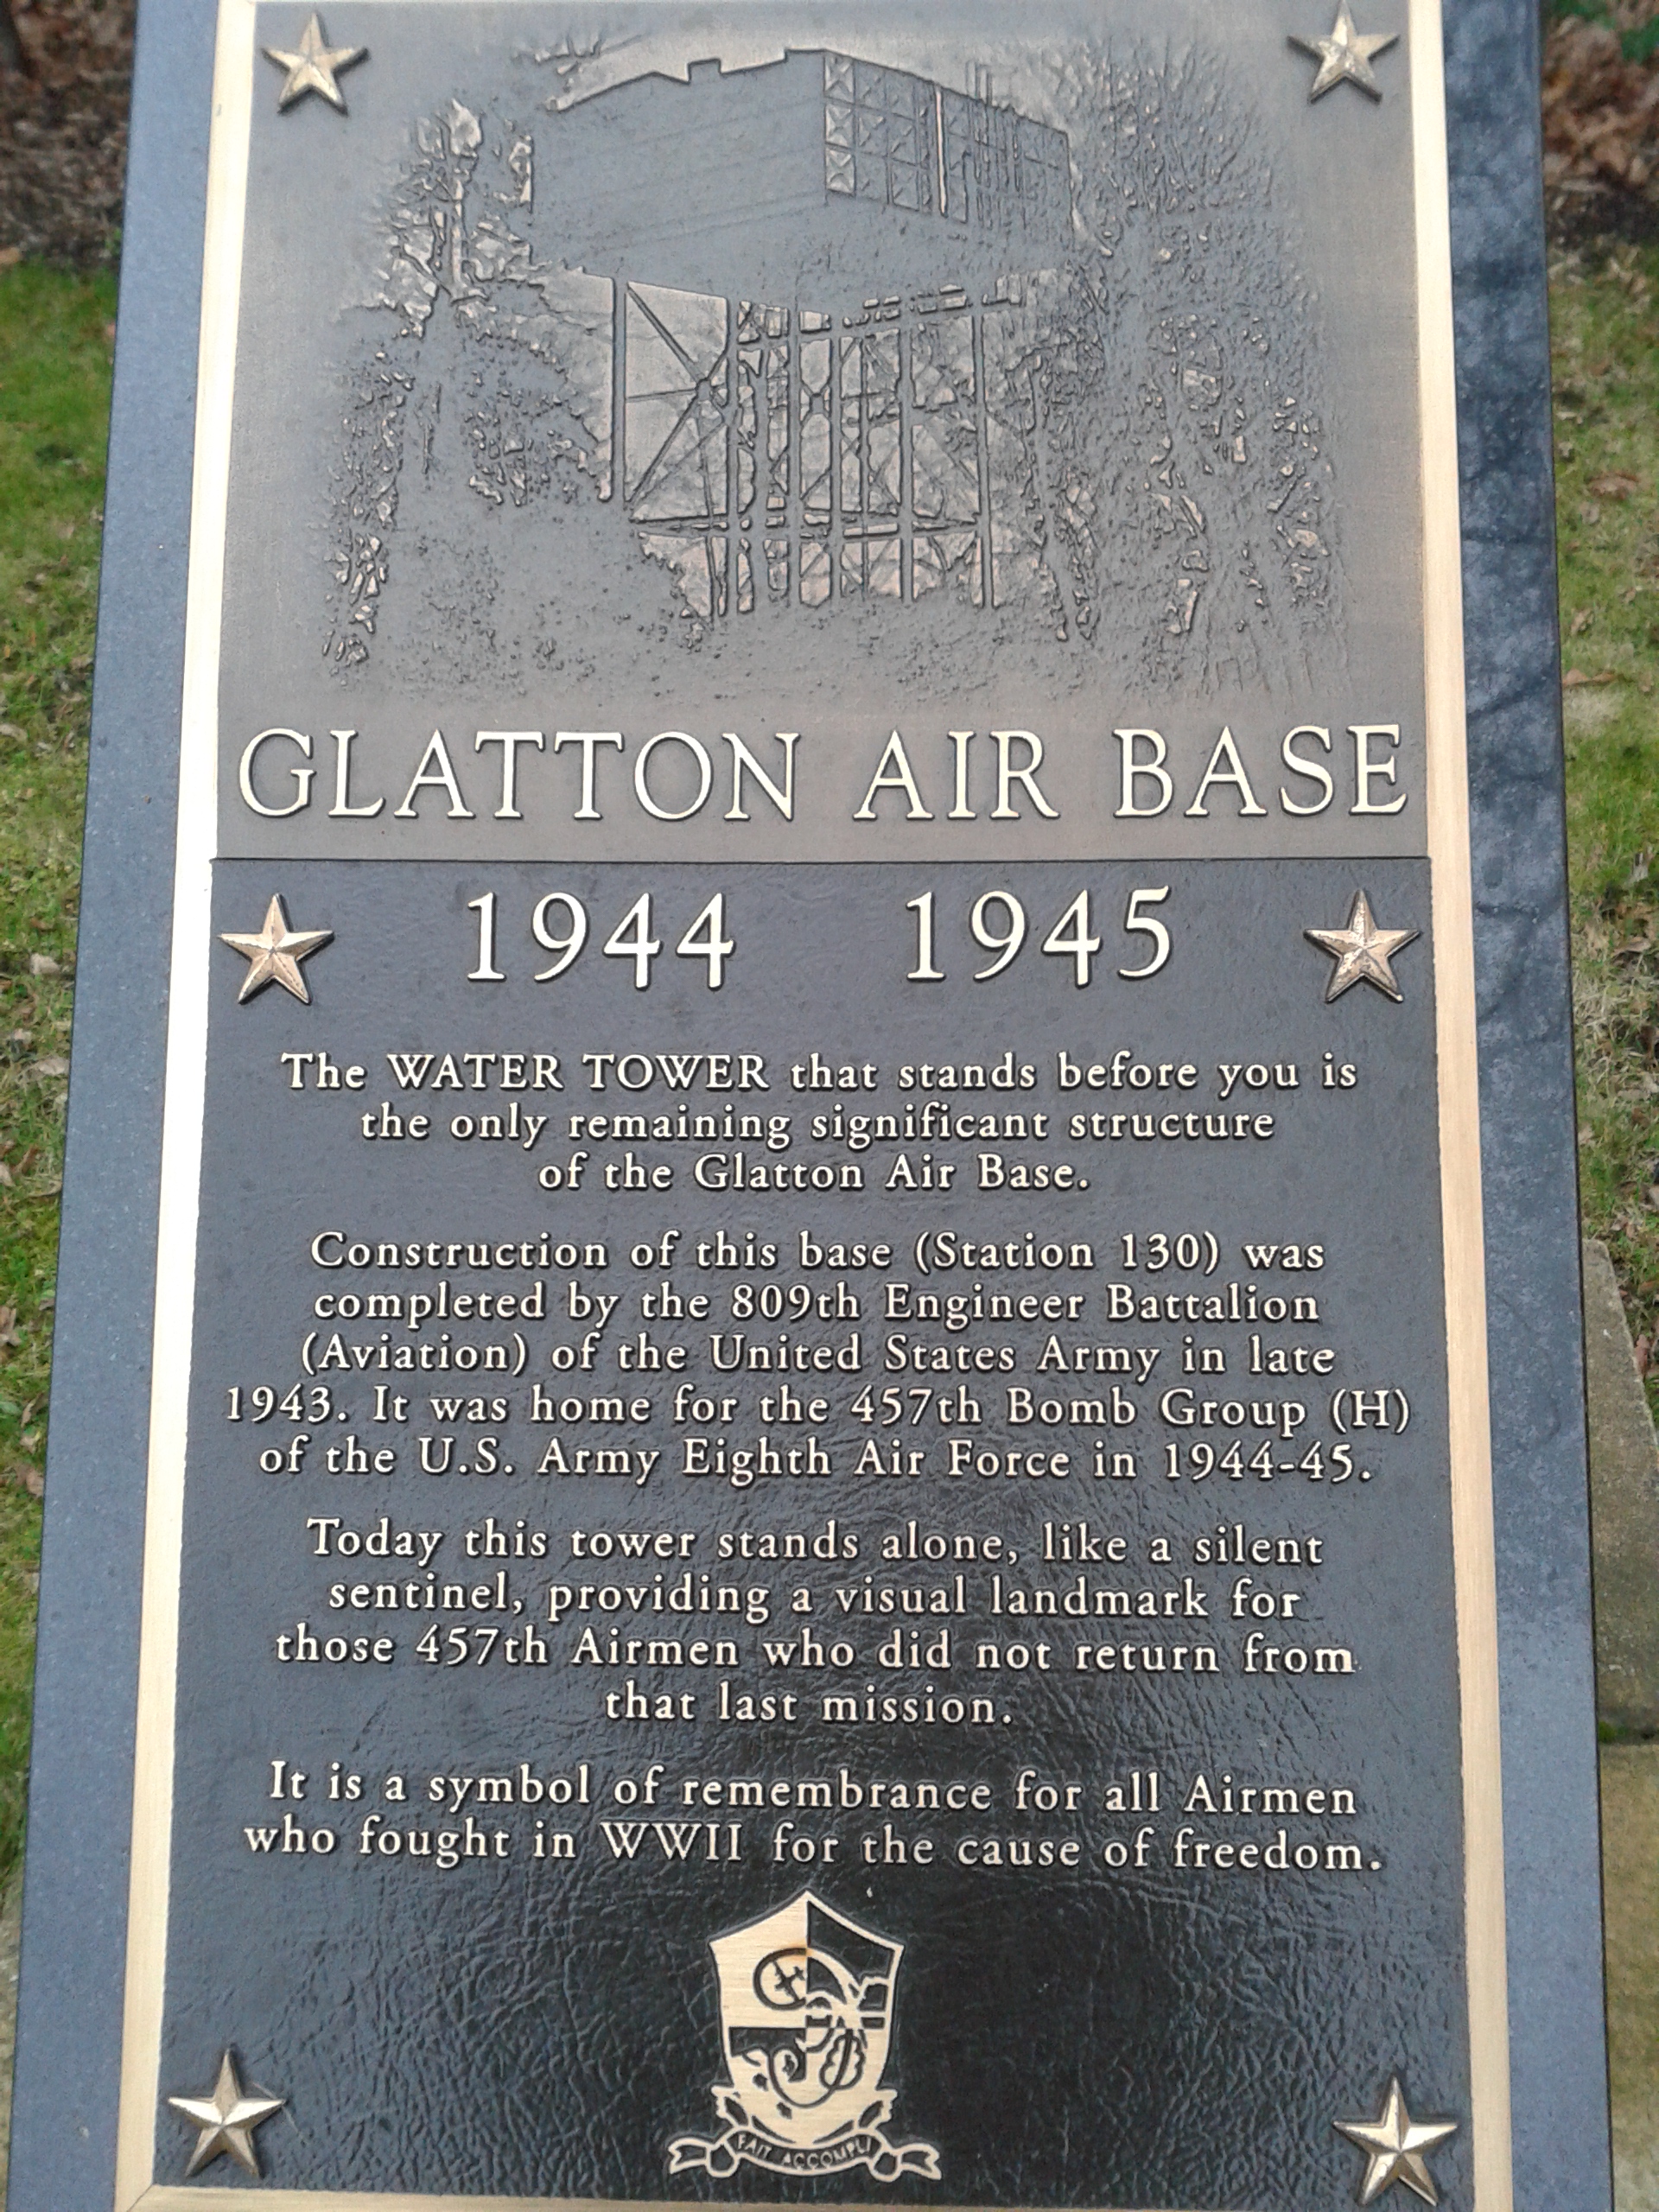 GLATTON AIR BASE
1944 1945
The WATER TOWER that stands before you is
the only remaining significant structure
of the Glatton Air Base.
Construction of this base (Station 130) was
completed by the 809th Engineer Battalion
(Aviation) of the United States Army in late
1943. It was home for the 457th Bomb Group (H)
of the U.S. Army Eighth Air Force in 1944-45.
Today this tower stands alone, like a silent
sentinel, providing a visual landmark for
those 457th Airmen who did not return from
that last mission.
It is a symbol of remembrance for all Airmen
who fought in WWII for the cause of freedom.
FAIT ACCOMPLI